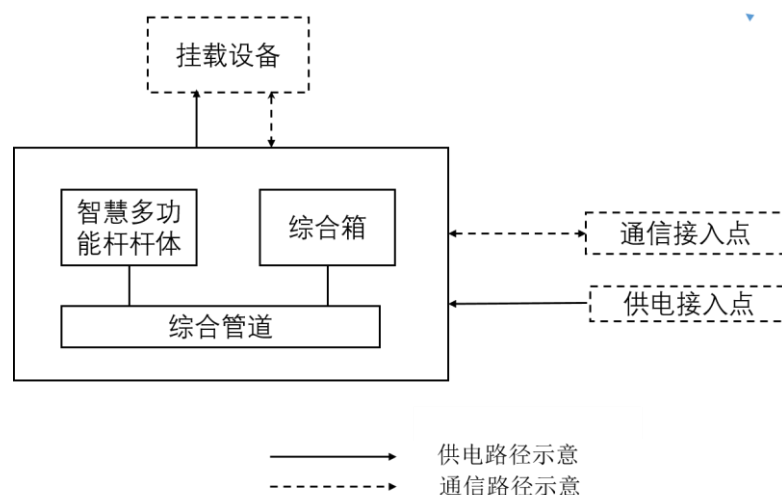 挂载设备
智慧多功
能杆杆体
综合箱
通信接入点
综合管道
供电接入点
供电路径示意
通信路径示意